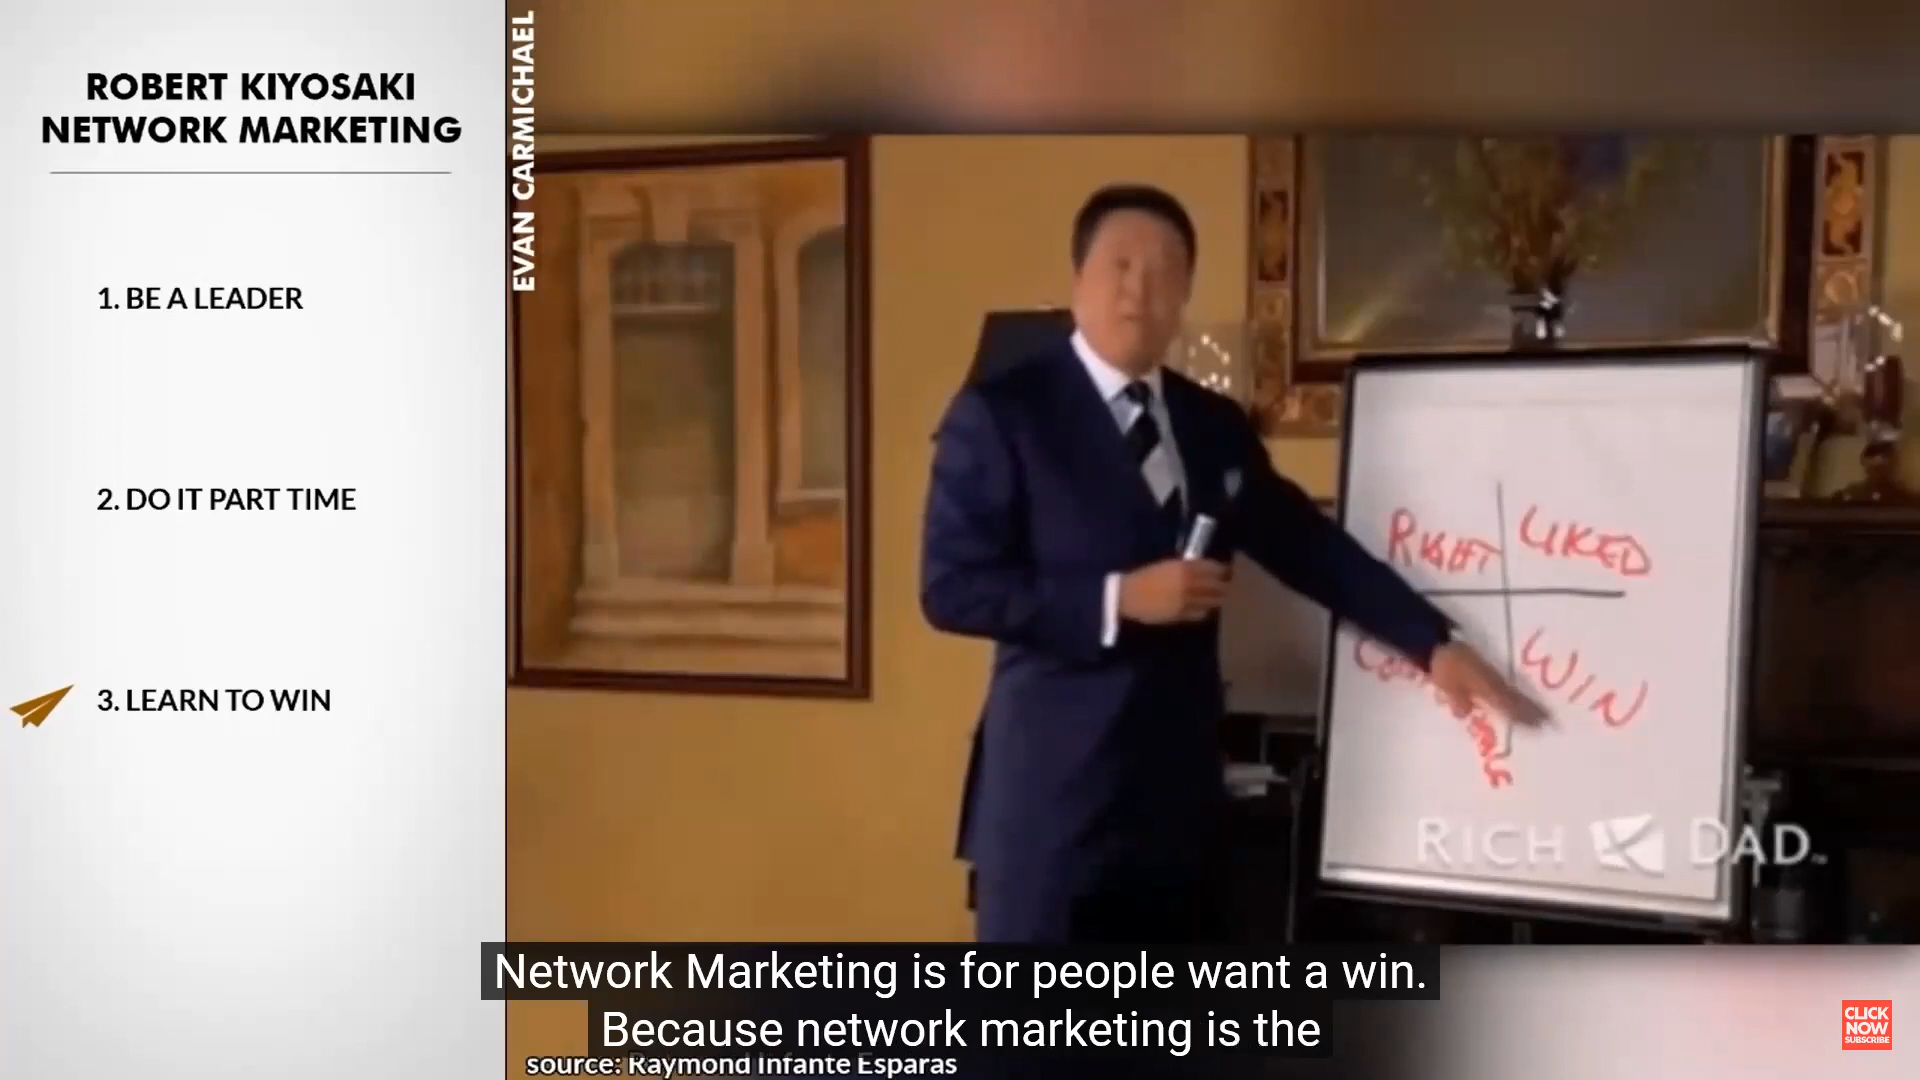 ROBERT KIYOSAKI
NETWORK MARKETING
1. BE A LEADER
2. DO IT PART TIME
3. LEARN TO WIN
EVAN CARMICHAEL
RIGHT
LIKED
WIN
RICH DAD
Network Marketing is for people want a win.
Because network marketing is the
source: Raymond Infante Esparas
CLICK
NOW
SUBSCRIBE